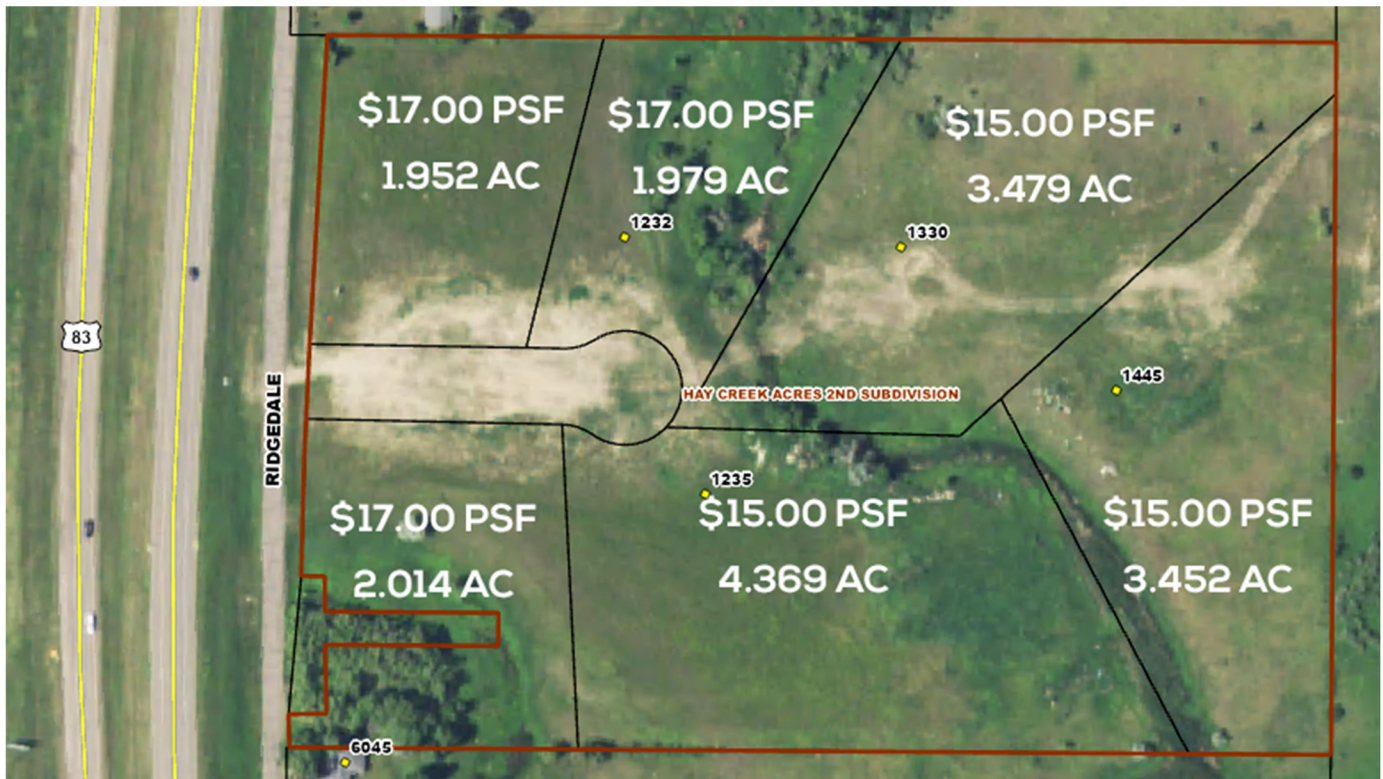 $17.00 PSF
1.952 AC
$17.00 PSF
1.979 AC
1232
$15.00 PSF
3.479 AC
1330
83
RIDGEDALE
HAY CREEK ACRES 2ND SUBDIVISION
1445
$17.00 PSF
2.014 AC
1235
$15.00 PSF
4.369 AC
$15.00 PSF
3.452 AC
6045